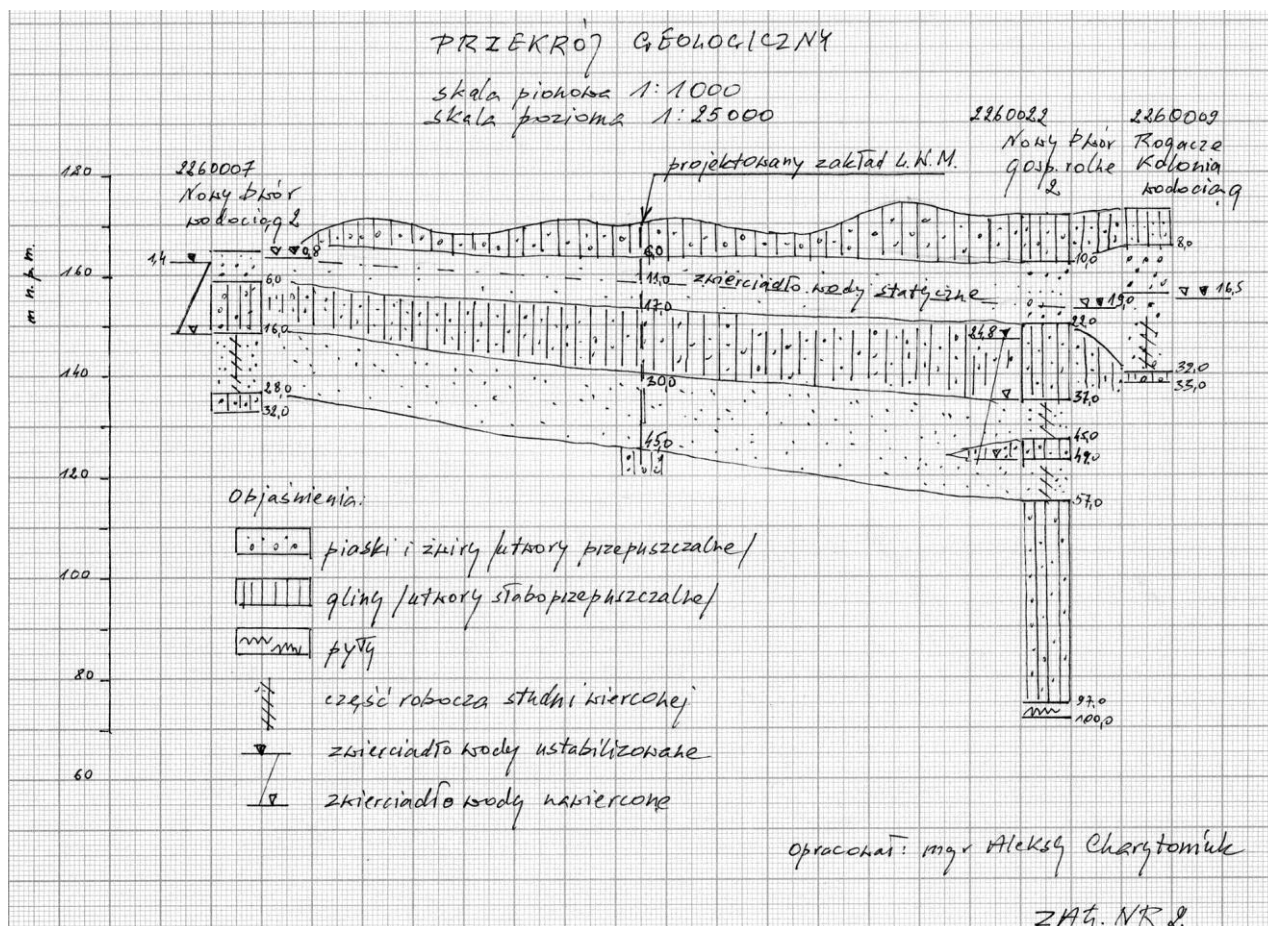 PRZEKRÓJ GEOLOGICZNY
skala pionowa 1:1000
skala pozioma 1:25000
2260007
Nowy Dwór
wodociąg 2
projektowany zakład U.W.M.
2260022
Nowy Dwór
gosp. rolne
2
2260009
Rogacze
Kolonia
wodociąg
m n.p.m.
180
160
140
120
100
80
60
1,4
0,8
6,0
16,0
28,0
32,0
6,0
11,0
17,0
30,0
45,0
zwierciadło wody statyczne
10,0
19,0
22,0
24,8
37,0
45,0
49,0
57,0
97,0
100,0
8,0
16,5
32,0
33,0
Objaśnienia:
piaski i żwiry /utwory przepuszczalne/
gliny /utwory słaboprzepuszczalne/
pyły
część robocza studni wierconej
zwierciadło wody ustabilizowane
zwierciadło wody nawiercone
opracował: mgr Aleksy Charytoniuk
ZAŁ. NR 2